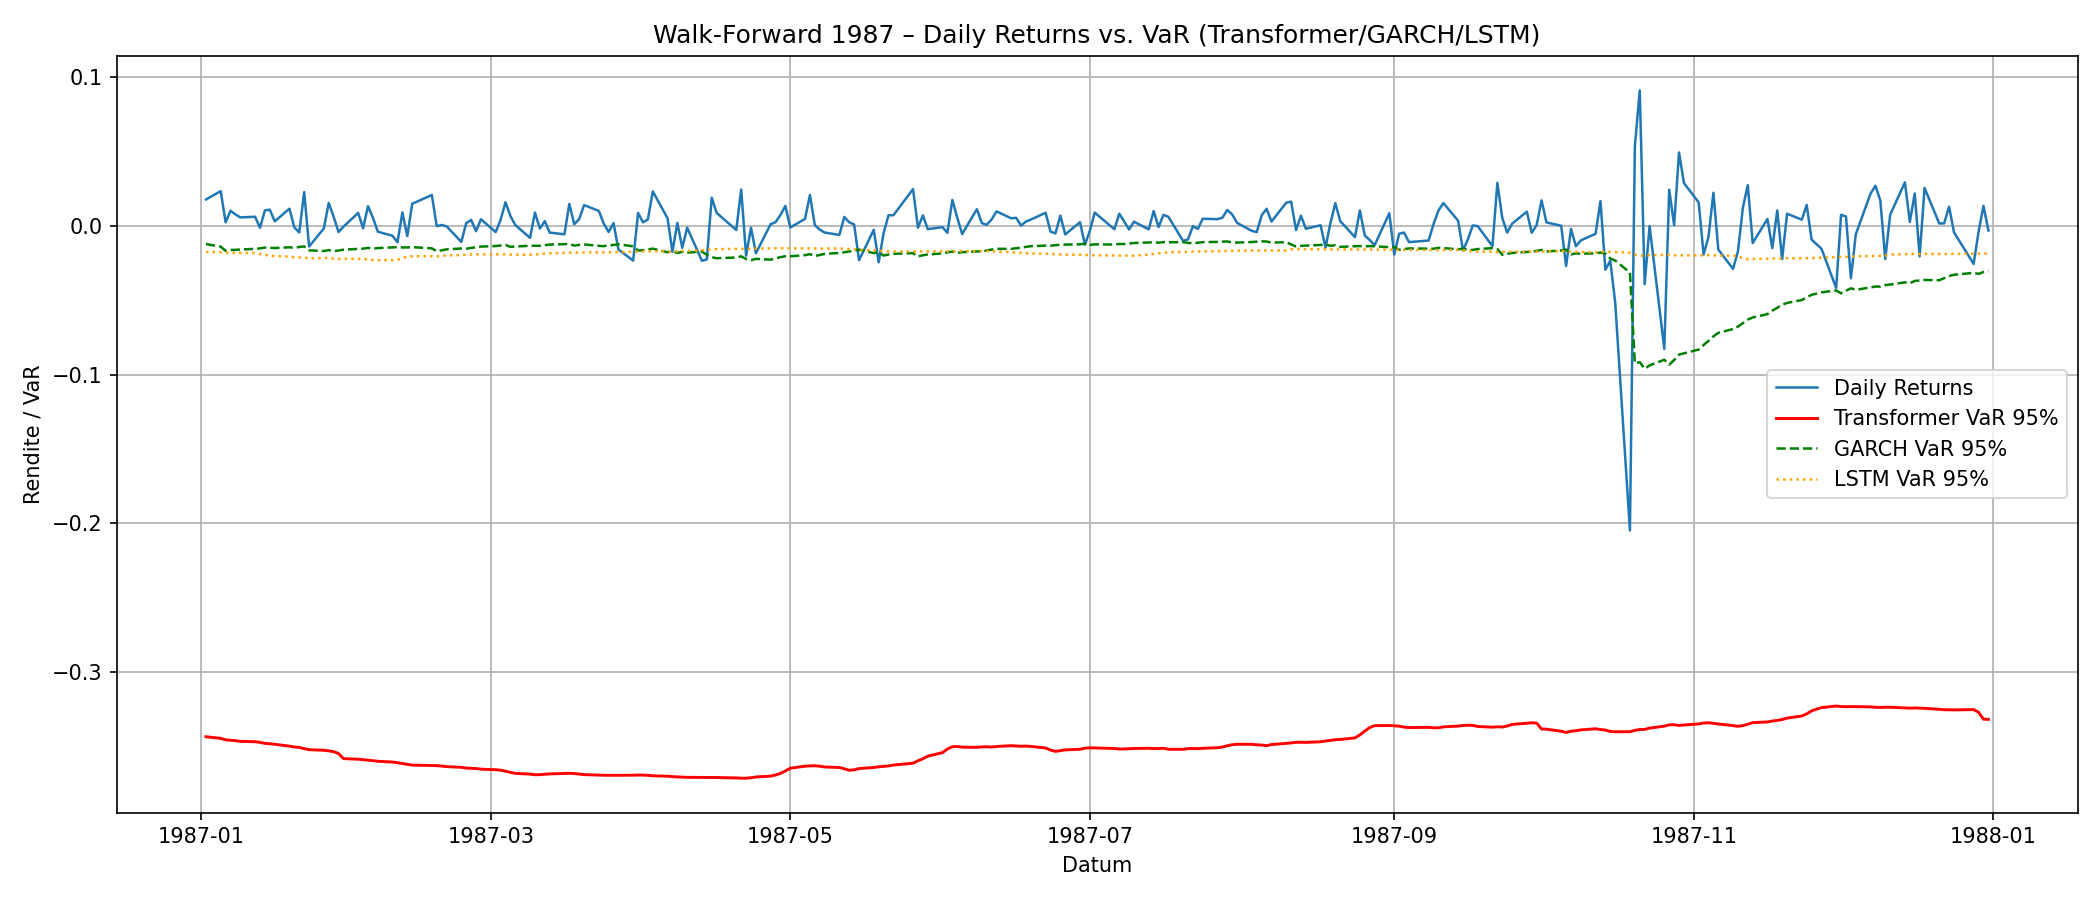 Walk-Forward 1987 – Daily Returns vs. VaR (Transformer/GARCH/LSTM)
Rendite / VaR
0.1
0.0
−0.1
−0.2
−0.3
Daily Returns
Transformer VaR 95%
GARCH VaR 95%
LSTM VaR 95%
1987-01 1987-03 1987-05 1987-07 1987-09 1987-11 1988-01
Datum